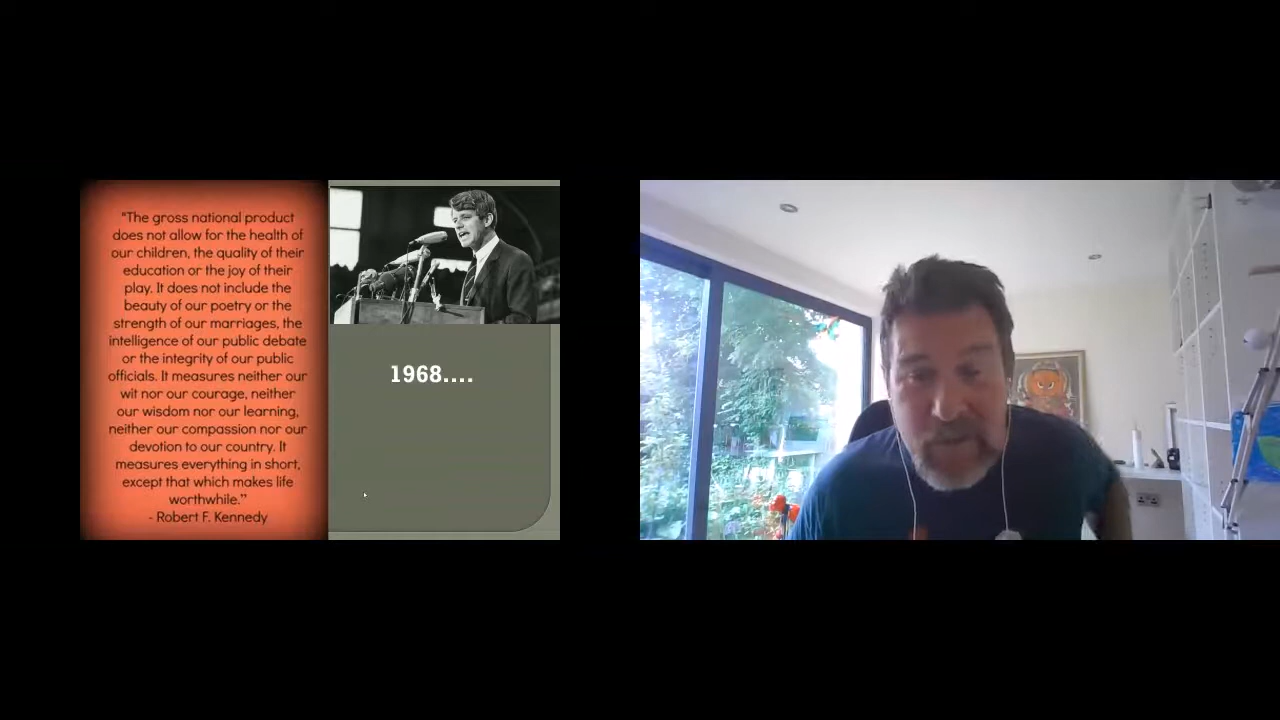 "The gross national product
does not allow for the health of
our children, the quality of their
education or the joy of their
play. It does not include the
beauty of our poetry or the
strength of our marriages, the
intelligence of our public debate
or the integrity of our public
officials. It measures neither our
wit nor our courage, neither
our wisdom nor our learning,
neither our compassion nor our
devotion to our country. It
measures everything in short,
except that which makes life
worthwhile."
- Robert F. Kennedy
1968....